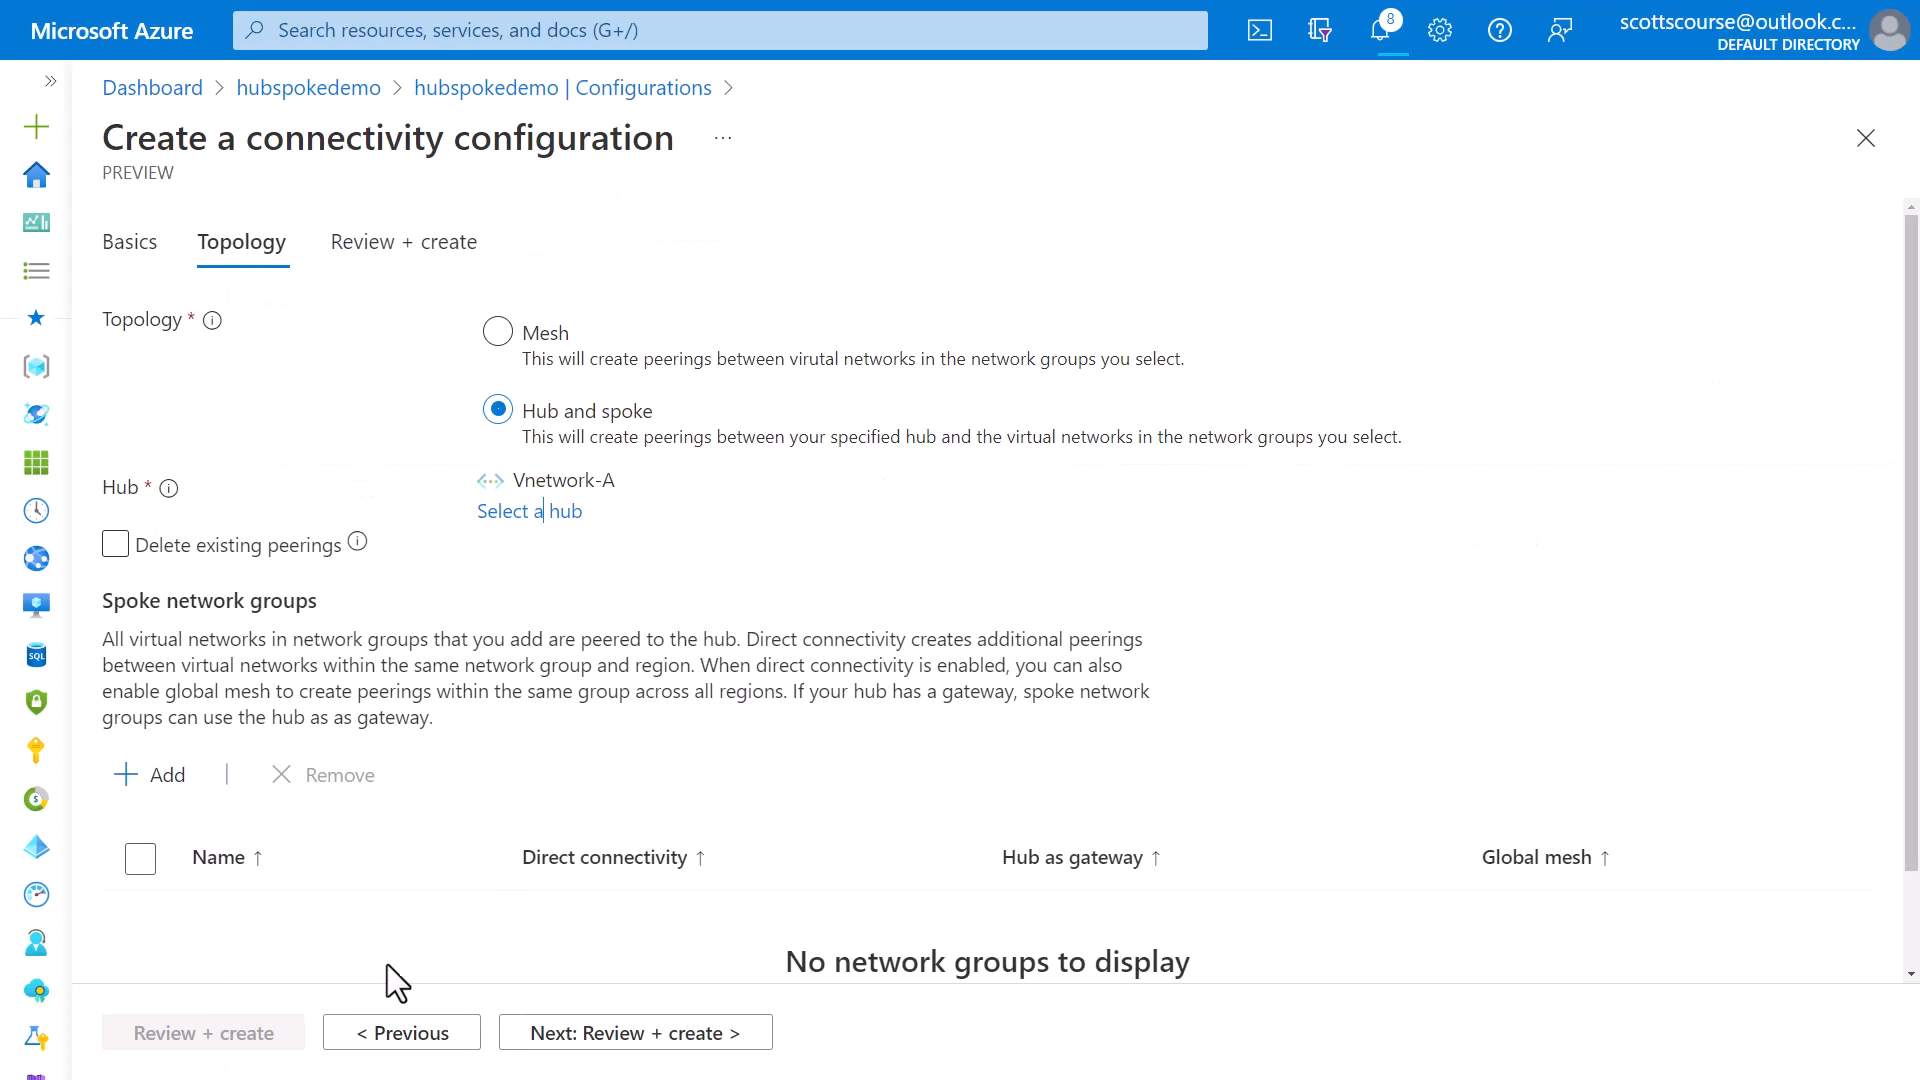 Microsoft Azure
Search resources, services, and docs (G+/)
8
scottscourse@outlook.c...
DEFAULT DIRECTORY
Dashboard > hubspokedemo > hubspokedemo | Configurations >
Create a connectivity configuration ...
PREVIEW
Basics
Topology
Review + create
Topology *
Mesh
This will create peerings between virutal networks in the network groups you select.
Hub and spoke
This will create peerings between your specified hub and the virtual networks in the network groups you select.
Hub *
Vnetwork-A
Select a hub
Delete existing peerings
Spoke network groups
All virtual networks in network groups that you add are peered to the hub. Direct connectivity creates additional peerings
between virtual networks within the same network group and region. When direct connectivity is enabled, you can also
enable global mesh to create peerings within the same group across all regions. If your hub has a gateway, spoke network
groups can use the hub as as gateway.
Add | Remove
Name ↑ Direct connectivity ↑ Hub as gateway ↑ Global mesh ↑
No network groups to display
Review + create
< Previous
Next: Review + create >
SQL